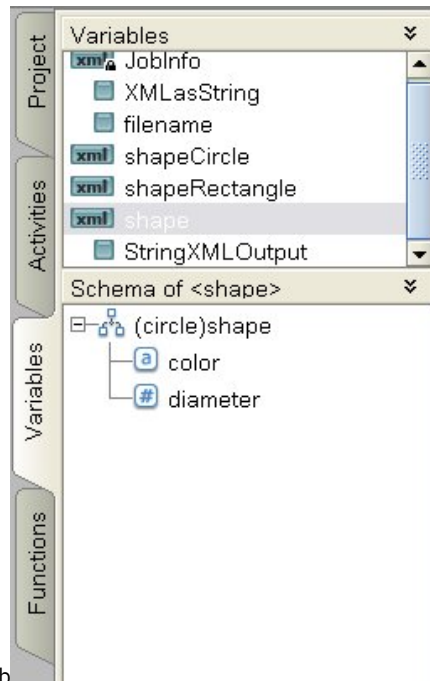 Project
Activities
Variables
Functions
Variables
xml JobInfo
XMLasString
filename
xml shapeCircle
xml shapeRectangle
xml shape
StringXMLOutput
Schema of <shape>
(circle)shape
a color
# diameter
b